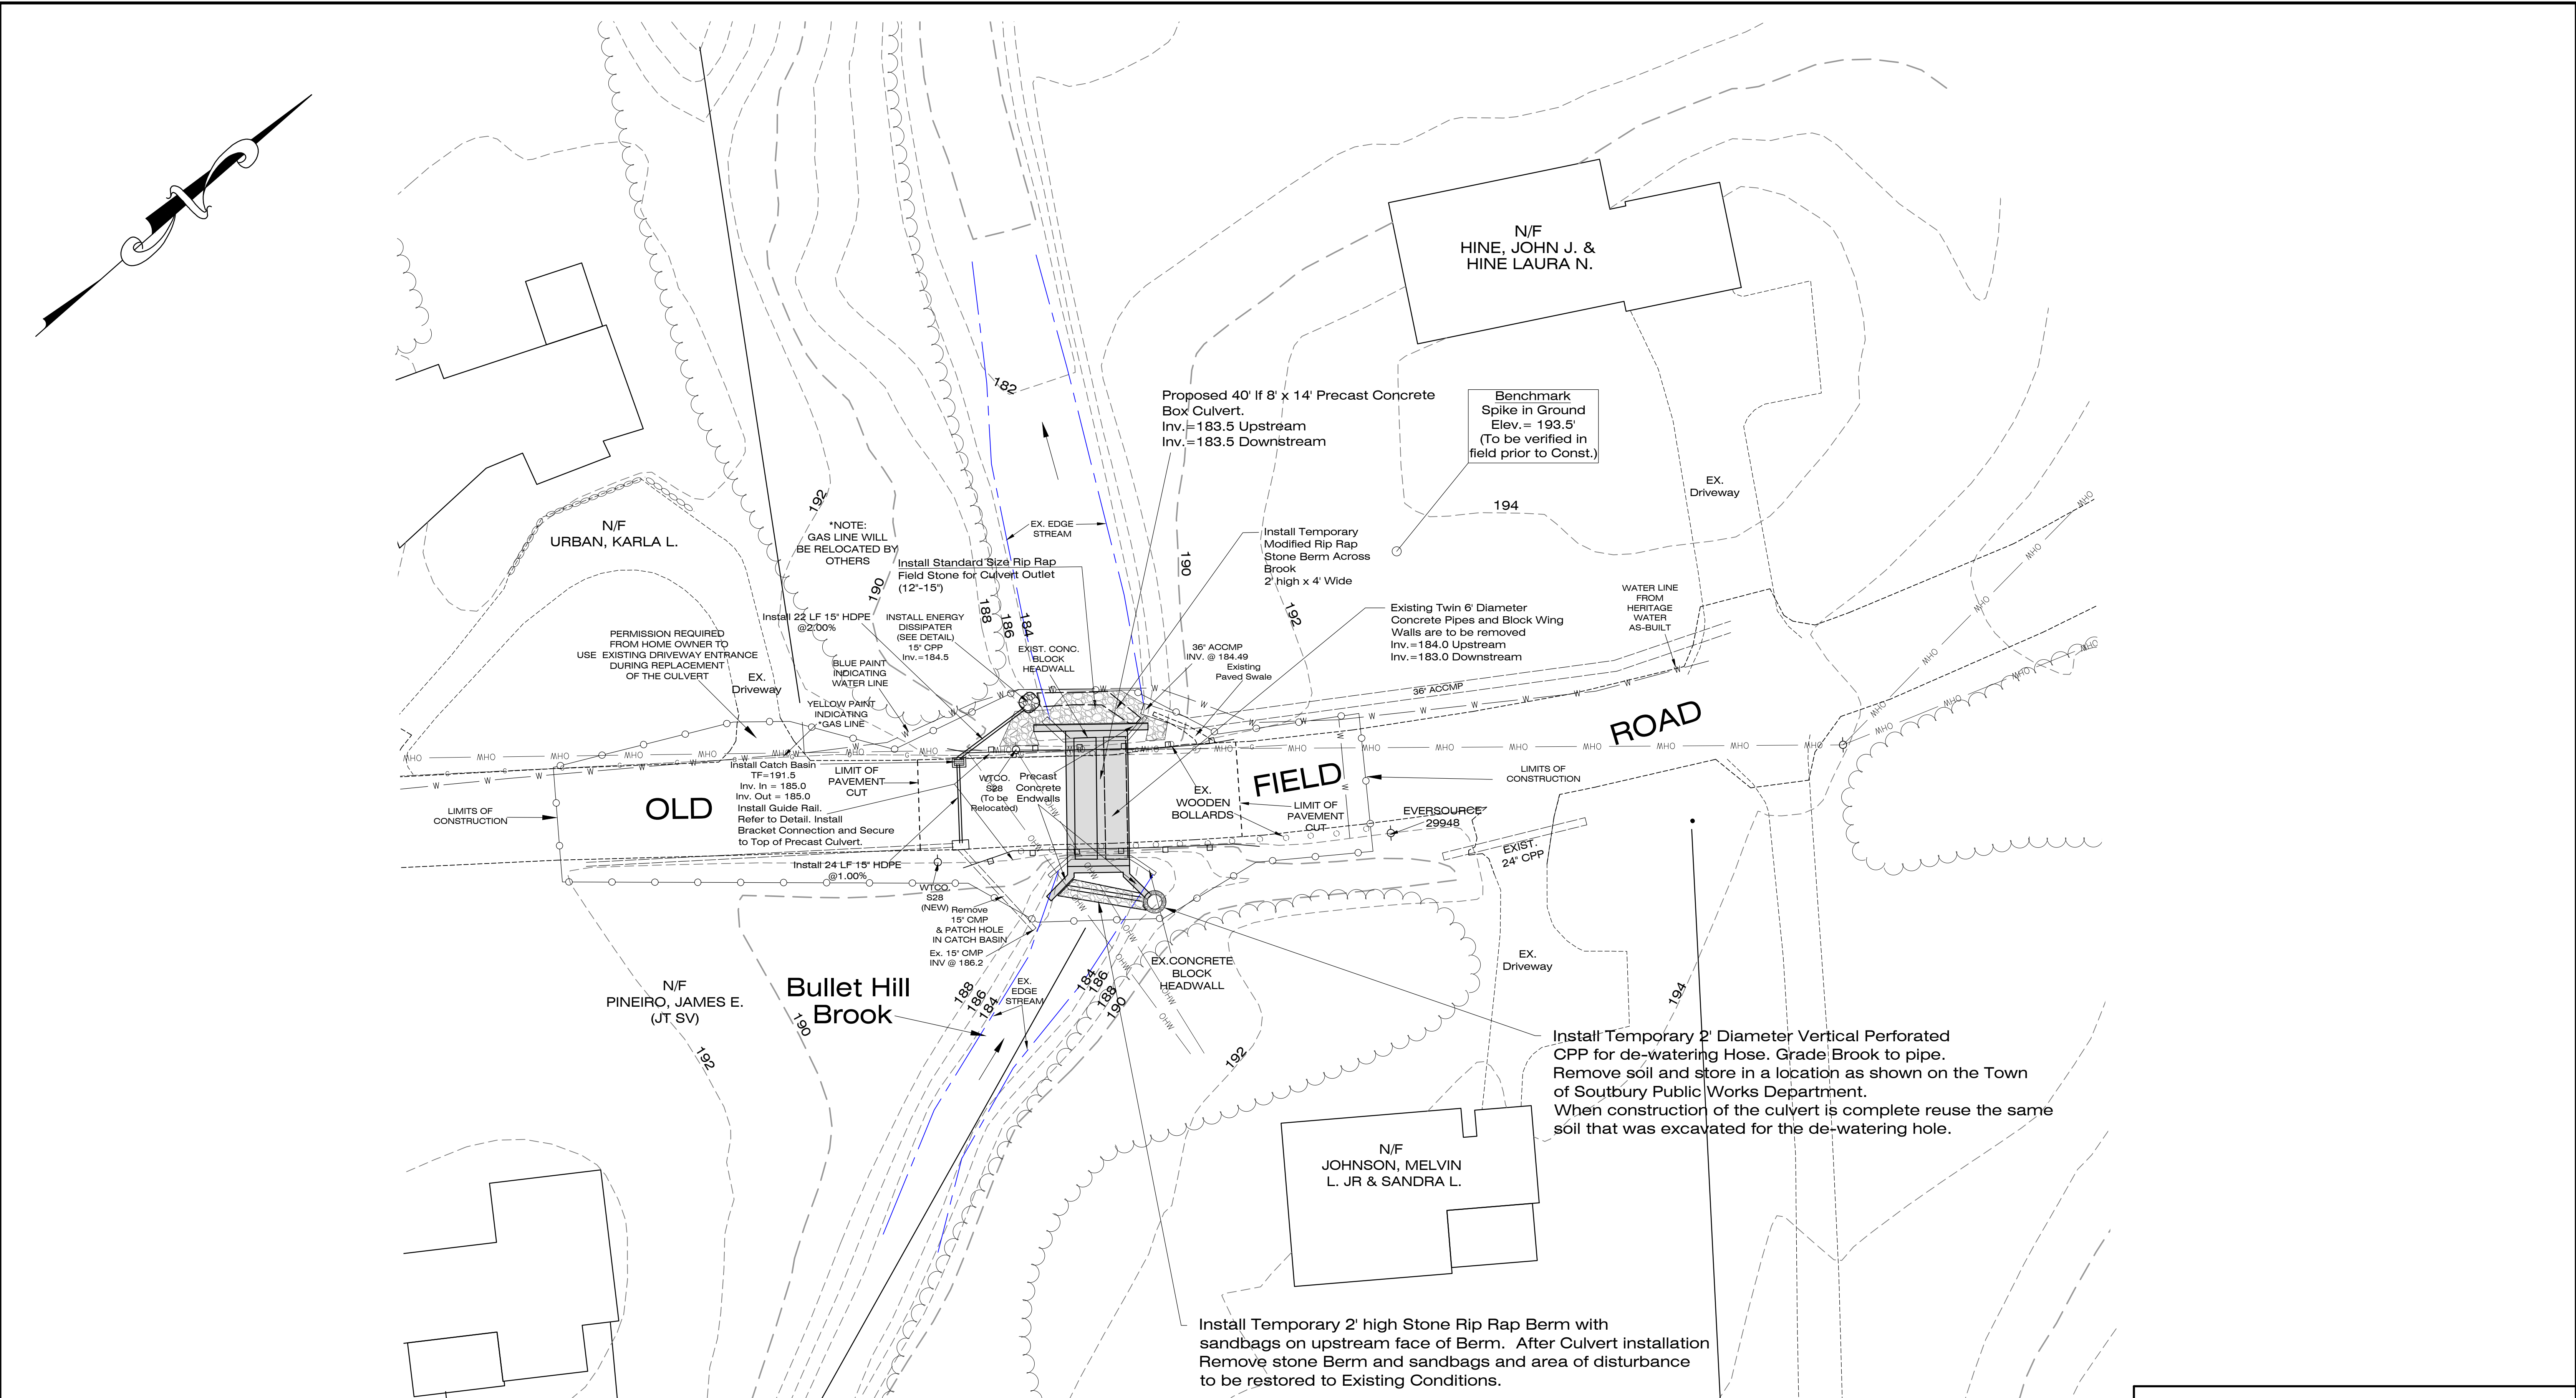 182
Proposed 40' lf 8' x 14' Precast Concrete
Box Culvert.
Inv.=183.5 Upstream
Inv.=183.5 Downstream
Benchmark
Spike in Ground
Elev.= 193.5'
(To be verified in
field prior to Const.)
N/F
HINE, JOHN J. &
HINE LAURA N.
EX.
Driveway
194
N/F
URBAN, KARLA L.
192
*NOTE:
GAS LINE WILL
BE RELOCATED BY
OTHERS
EX. EDGE
STREAM
Install Standard Size Rip Rap
Field Stone for Culvert Outlet
(12"-15")
Install Temporary
Modified Rip Rap
Stone Berm Across
Brook
2' high x 4' Wide
190
190
188
186
184
192
Install 22 LF 15" HDPE
@2.00%
INSTALL ENERGY
DISSIPATER
(SEE DETAIL)
15" CPP
Inv.=184.5
Existing Twin 6' Diameter
Concrete Pipes and Block Wing
Walls are to be removed
Inv.=184.0 Upstream
Inv.=183.0 Downstream
WATER LINE
FROM
HERITAGE
WATER
AS-BUILT
PERMISSION REQUIRED
FROM HOME OWNER TO
USE EXISTING DRIVEWAY ENTRANCE
DURING REPLACEMENT
OF THE CULVERT
EX.
Driveway
BLUE PAINT
INDICATING
WATER LINE
EXIST. CONC.
BLOCK
HEADWALL
36" ACCMP
INV. @ 184.49
Existing
Paved Swale
YELLOW PAINT
INDICATING
*GAS LINE
36" ACCMP
OLD
FIELD
ROAD
Install Catch Basin
TF=191.5
Inv. In = 185.0
Inv. Out = 185.0
Install Guide Rail.
Refer to Detail. Install
Bracket Connection and Secure
to Top of Precast Culvert.
LIMIT OF
PAVEMENT
CUT
WTCO.
S28
(To be
Relocated)
Precast
Concrete
Endwalls
EX.
WOODEN
BOLLARDS
LIMIT OF
PAVEMENT
CUT
LIMITS OF
CONSTRUCTION
LIMITS OF
CONSTRUCTION
EVERSOURCE
29948
EXIST.
24" CPP
Install 24 LF 15" HDPE
@1.00%
WTCO.
S28
(NEW)
Remove
15" CMP
& PATCH HOLE
IN CATCH BASIN
Ex. 15" CMP
INV @ 186.2
EX.CONCRETE
BLOCK
HEADWALL
EX.
Driveway
N/F
PINEIRO, JAMES E.
(JT SV)
Bullet Hill
Brook
EX.
EDGE
STREAM
188
186
184
184
186
188
190
190
192
192
194
OHW
OHW
OHW
OHW
W
W
W
G
Install Temporary 2' Diameter Vertical Perforated
CPP for de-watering Hose. Grade Brook to pipe.
Remove soil and store in a location as shown on the Town
of Soutbury Public Works Department.
When construction of the culvert is complete reuse the same
soil that was excavated for the de-watering hole.
N/F
JOHNSON, MELVIN
L. JR & SANDRA L.
Install Temporary 2' high Stone Rip Rap Berm with
sandbags on upstream face of Berm. After Culvert installation
Remove stone Berm and sandbags and area of disturbance
to be restored to Existing Conditions.